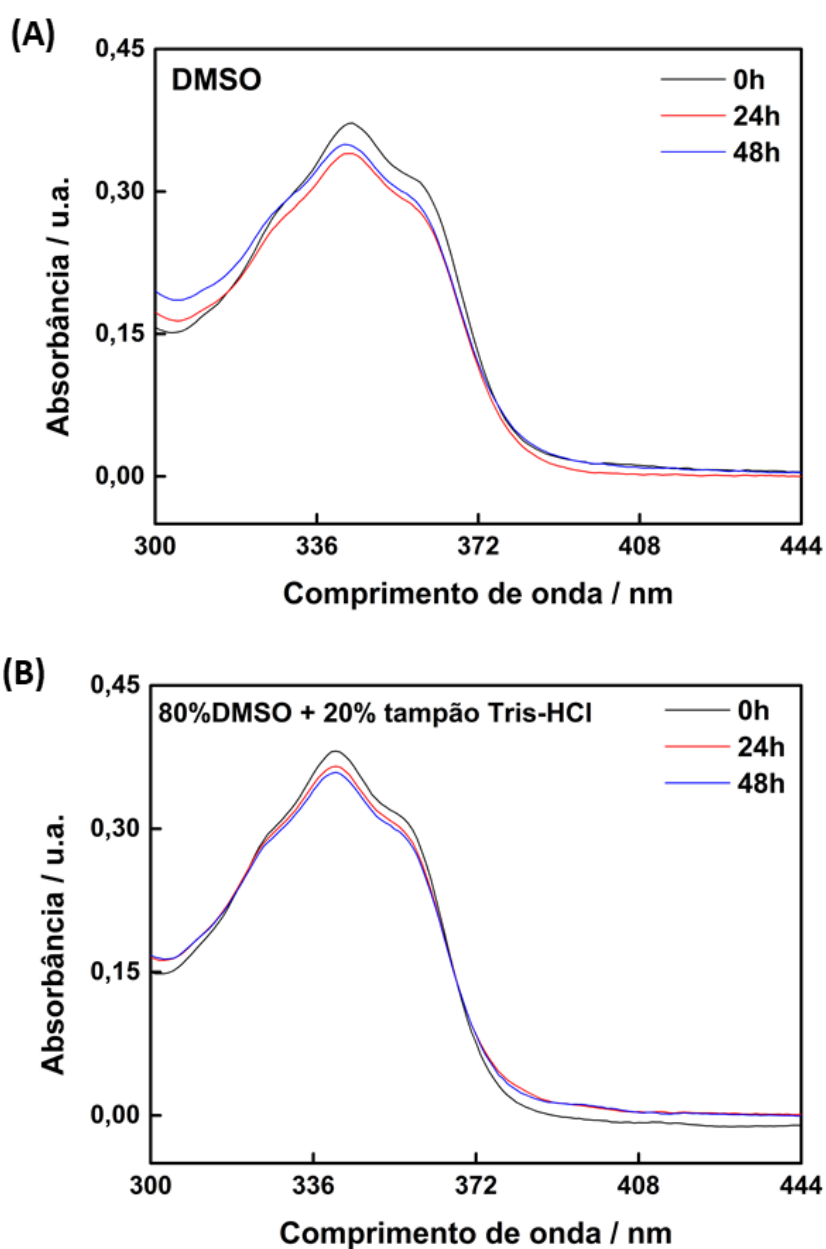 (A)
0,45
DMSO
0h
24h
48h
0,30
0,15
0,00
Absorbância / u.a.
300 336 372 408 444
Comprimento de onda / nm
(B)
0,45
80%DMSO + 20% tampão Tris-HCl
0h
24h
48h
0,30
0,15
0,00
Absorbância / u.a.
300 336 372 408 444
Comprimento de onda / nm